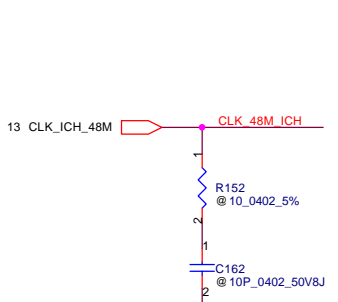 13 CLK_ICH_48M
CLK_48M_ICH
1
R152
@ 10_0402_5%
2
1
C162
@ 10P_0402_50V8J
2